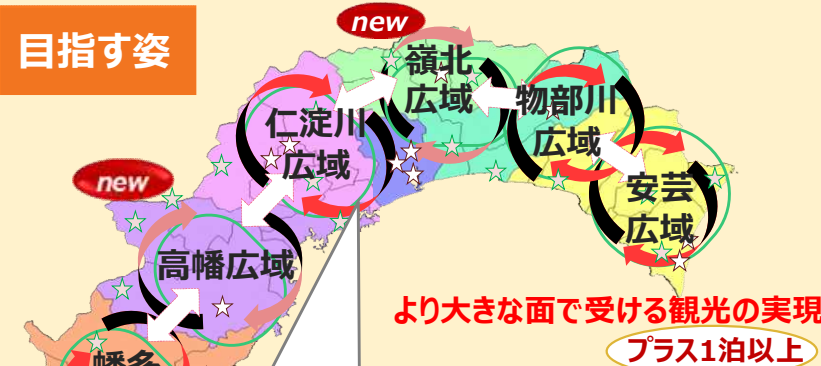 目指す姿
new
嶺北
広域
物部川
広域
仁淀川
広域
安芸
広域
new
高幡広域
幡多
より大きな面で受ける観光の実現
プラス1泊以上